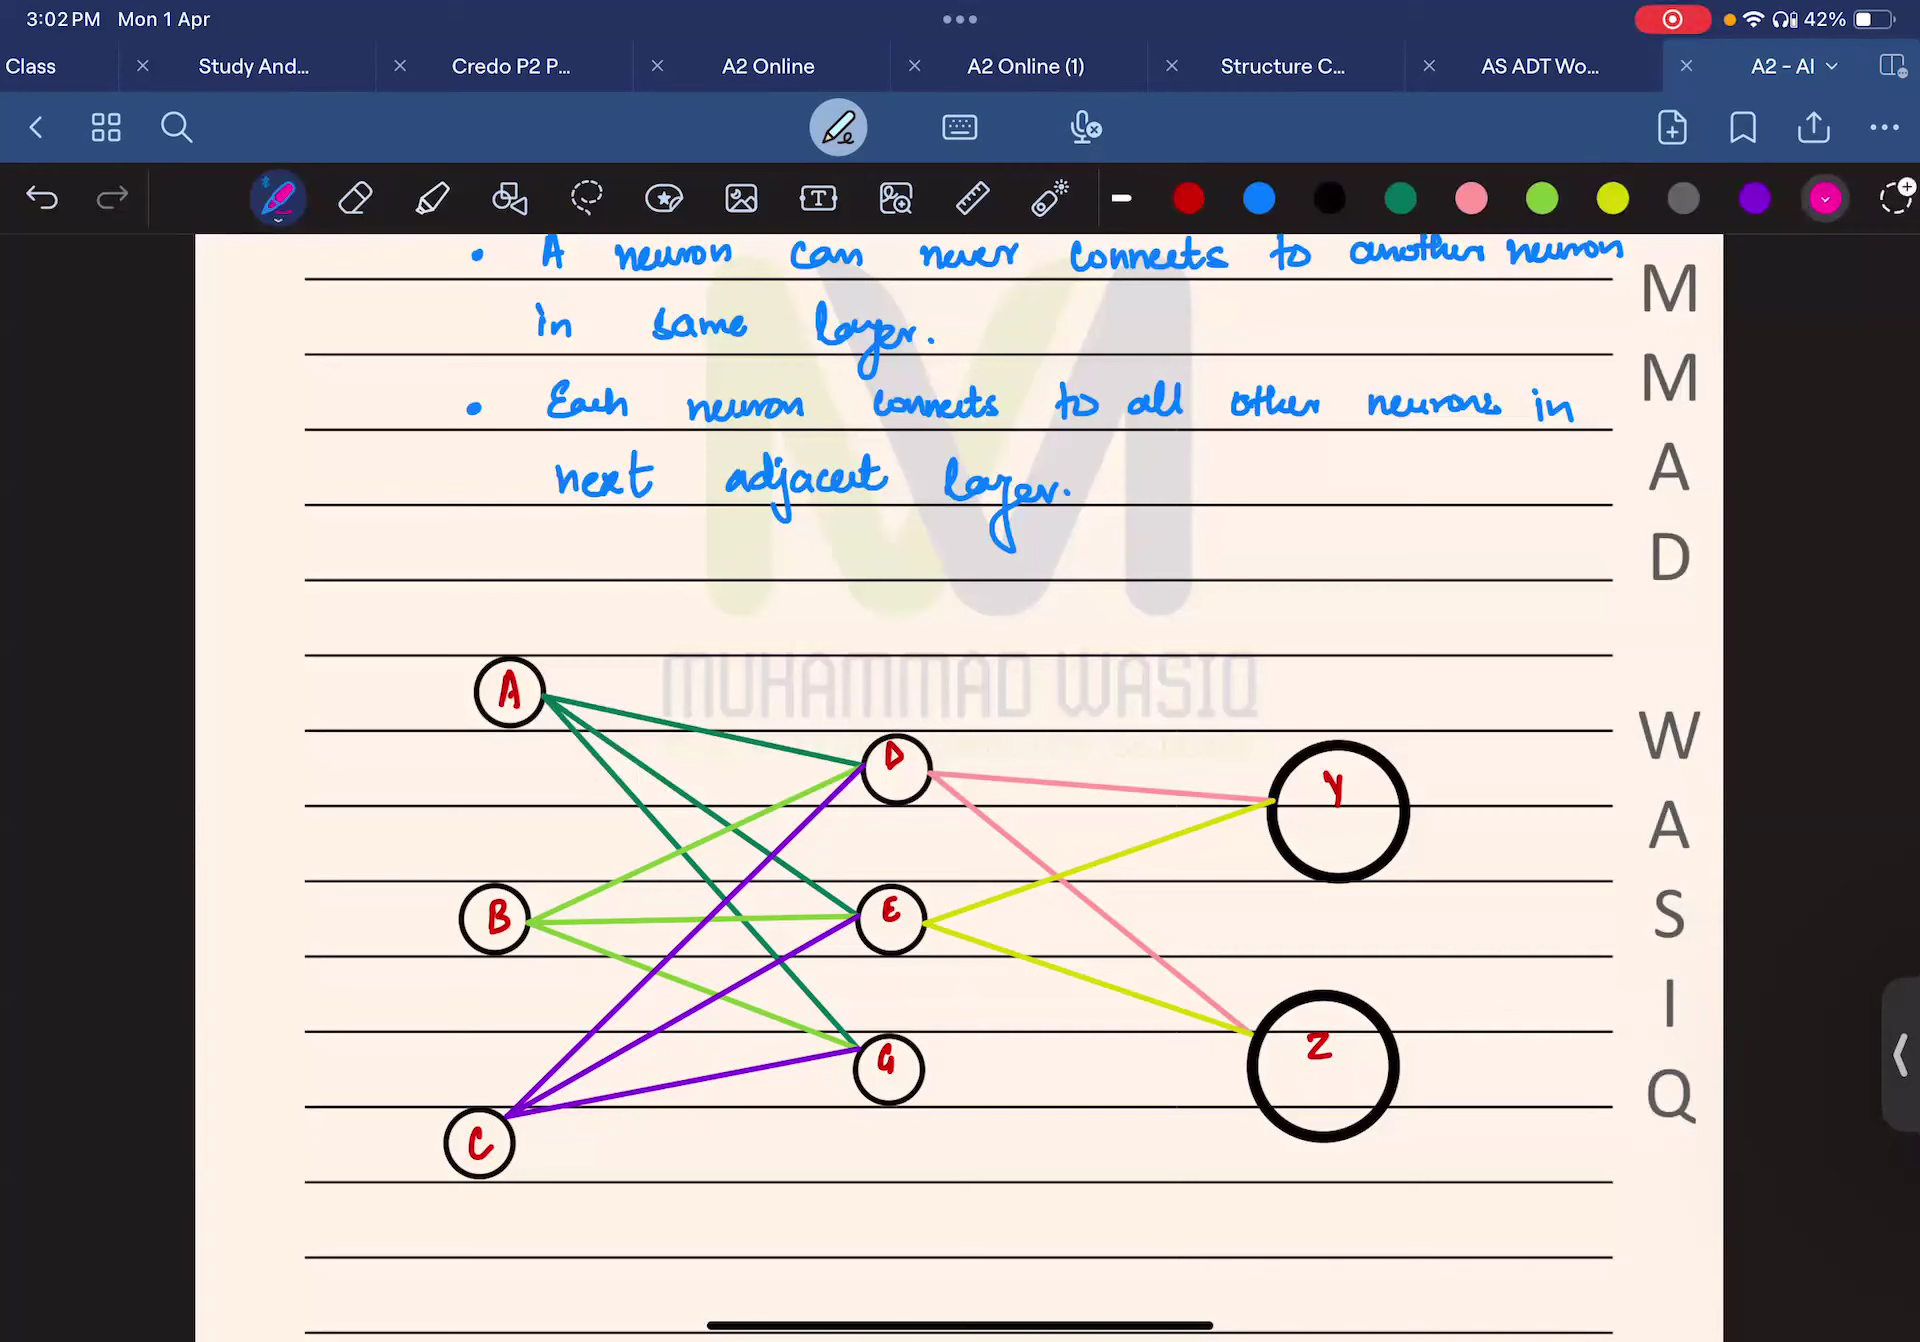 3:02 PM Mon 1 Apr
42%
Class
Study And...
Credo P2 P...
A2 Online
A2 Online (1)
Structure C...
AS ADT Wo...
A2 - AI
• A neuron can never connects to another neuron
in same layer.
• Each neuron connects to all other neurons in
next adjacent layer.
MUHAMMAD WASIQ
M
M
A
D
W
A
S
I
Q
A
D
Y
B
E
Z
G
C